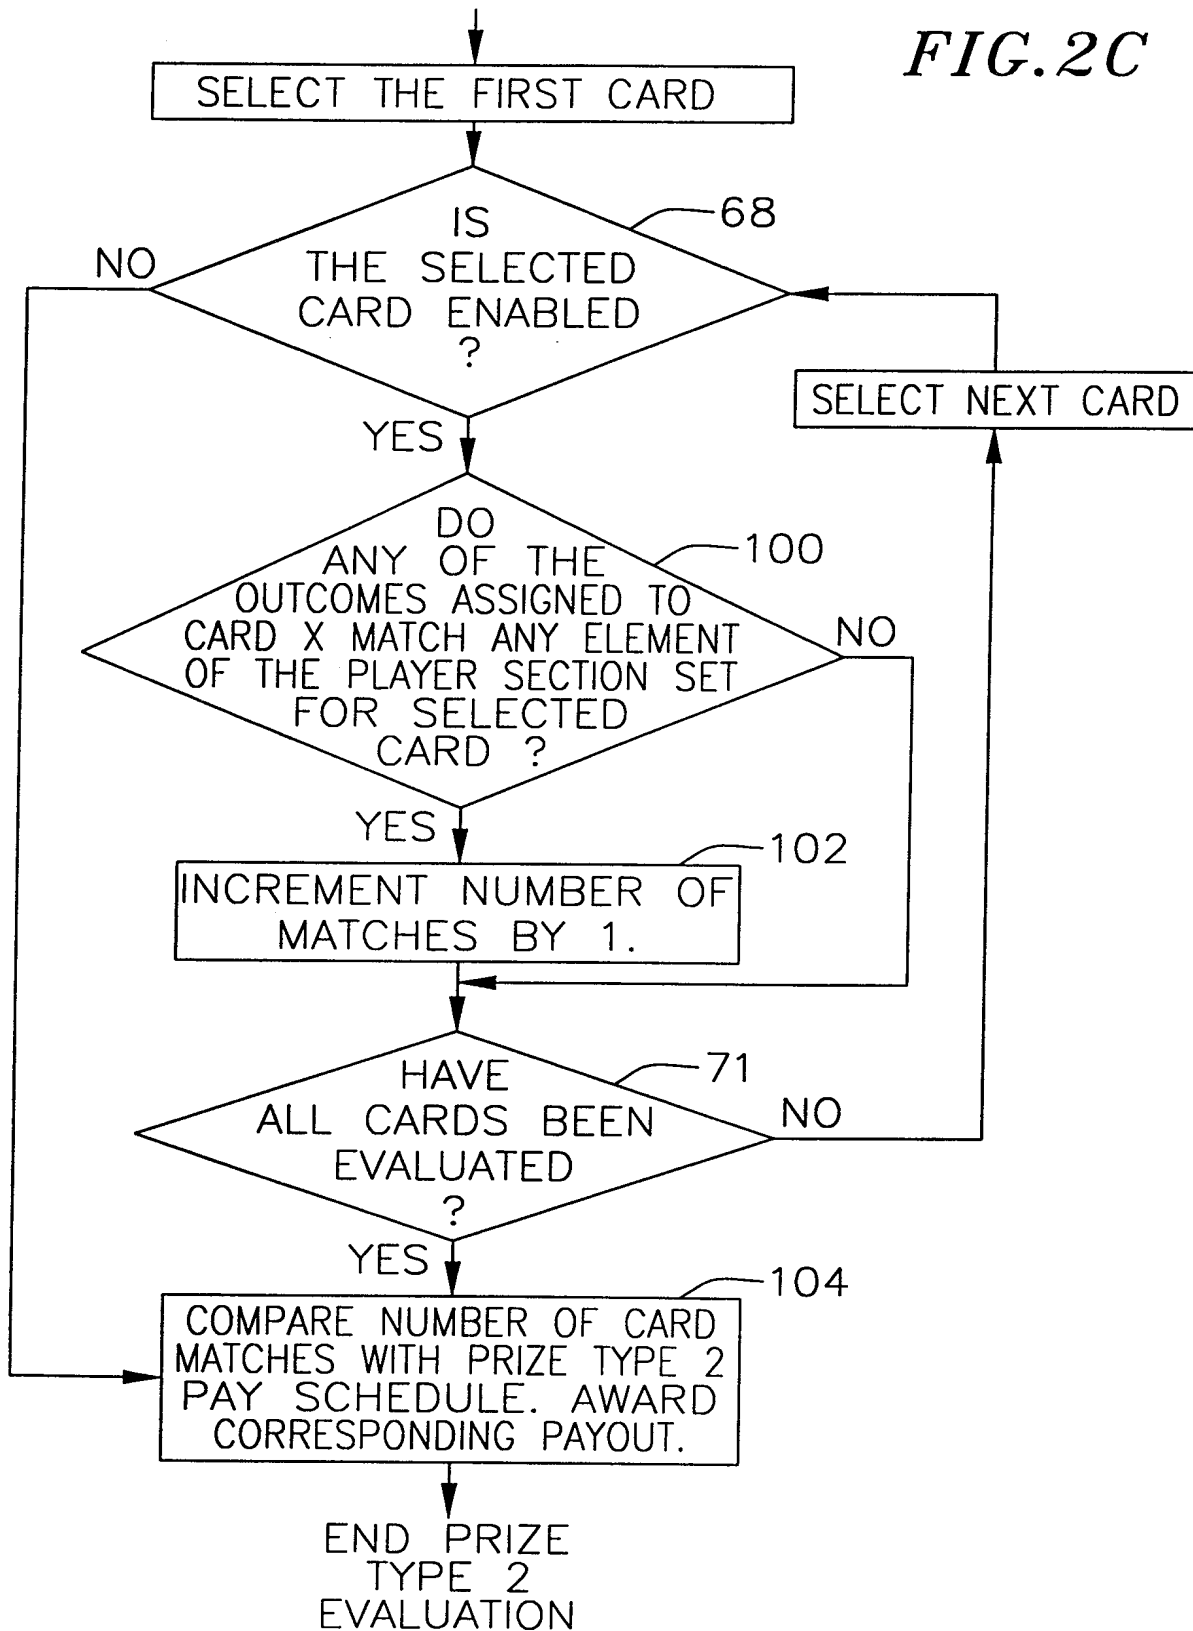 FIG.2C
SELECT THE FIRST CARD
68
IS
THE SELECTED
CARD ENABLED
?
NO
YES
SELECT NEXT CARD
100
DO
ANY OF THE
OUTCOMES ASSIGNED TO
CARD X MATCH ANY ELEMENT
OF THE PLAYER SECTION SET
FOR SELECTED
CARD ?
NO
YES
102
INCREMENT NUMBER OF
MATCHES BY 1.
71
HAVE
ALL CARDS BEEN
EVALUATED
?
NO
YES
104
COMPARE NUMBER OF CARD
MATCHES WITH PRIZE TYPE 2
PAY SCHEDULE. AWARD
CORRESPONDING PAYOUT.
END PRIZE
TYPE 2
EVALUATION